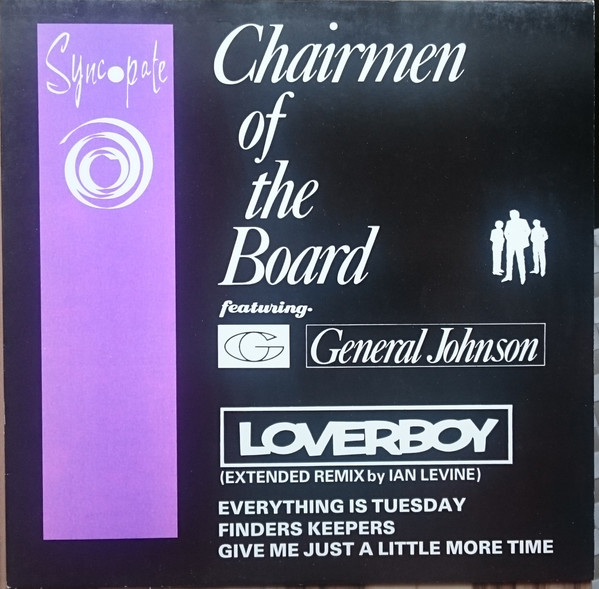 Syncopate
Chairmen
of
the
Board
featuring.
G
General Johnson
LOVERBOY
(EXTENDED REMIX by IAN LEVINE)
EVERYTHING IS TUESDAY
FINDERS KEEPERS
GIVE ME JUST A LITTLE MORE TIME